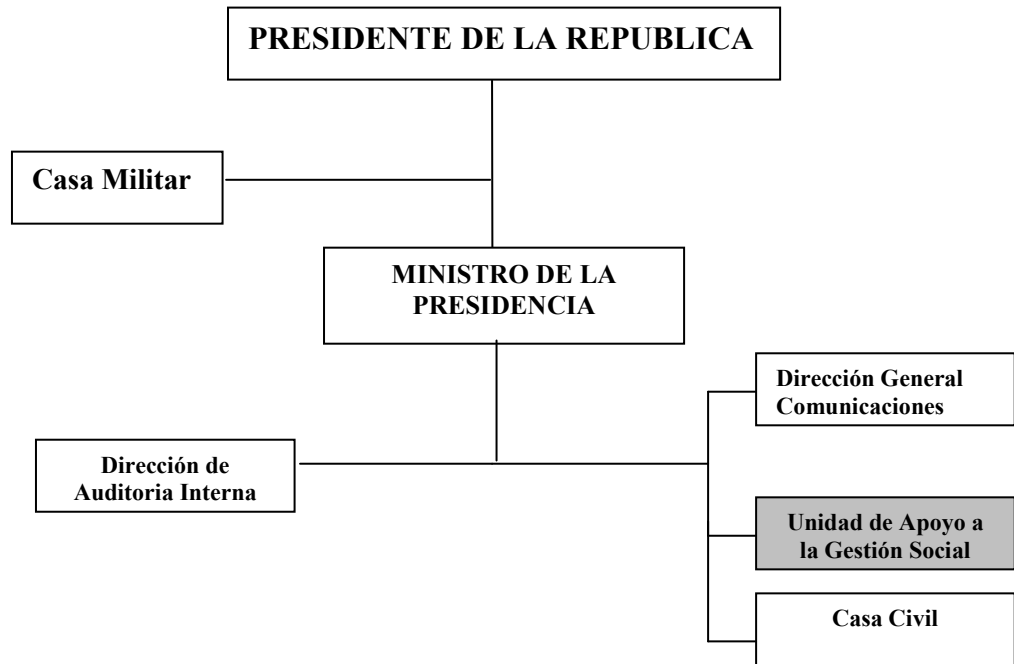 PRESIDENTE DE LA REPUBLICA
Casa Militar
MINISTRO DE LA
PRESIDENCIA
Dirección General
Comunicaciones
Dirección de
Auditoria Interna
Unidad de Apoyo a
la Gestión Social
Casa Civil